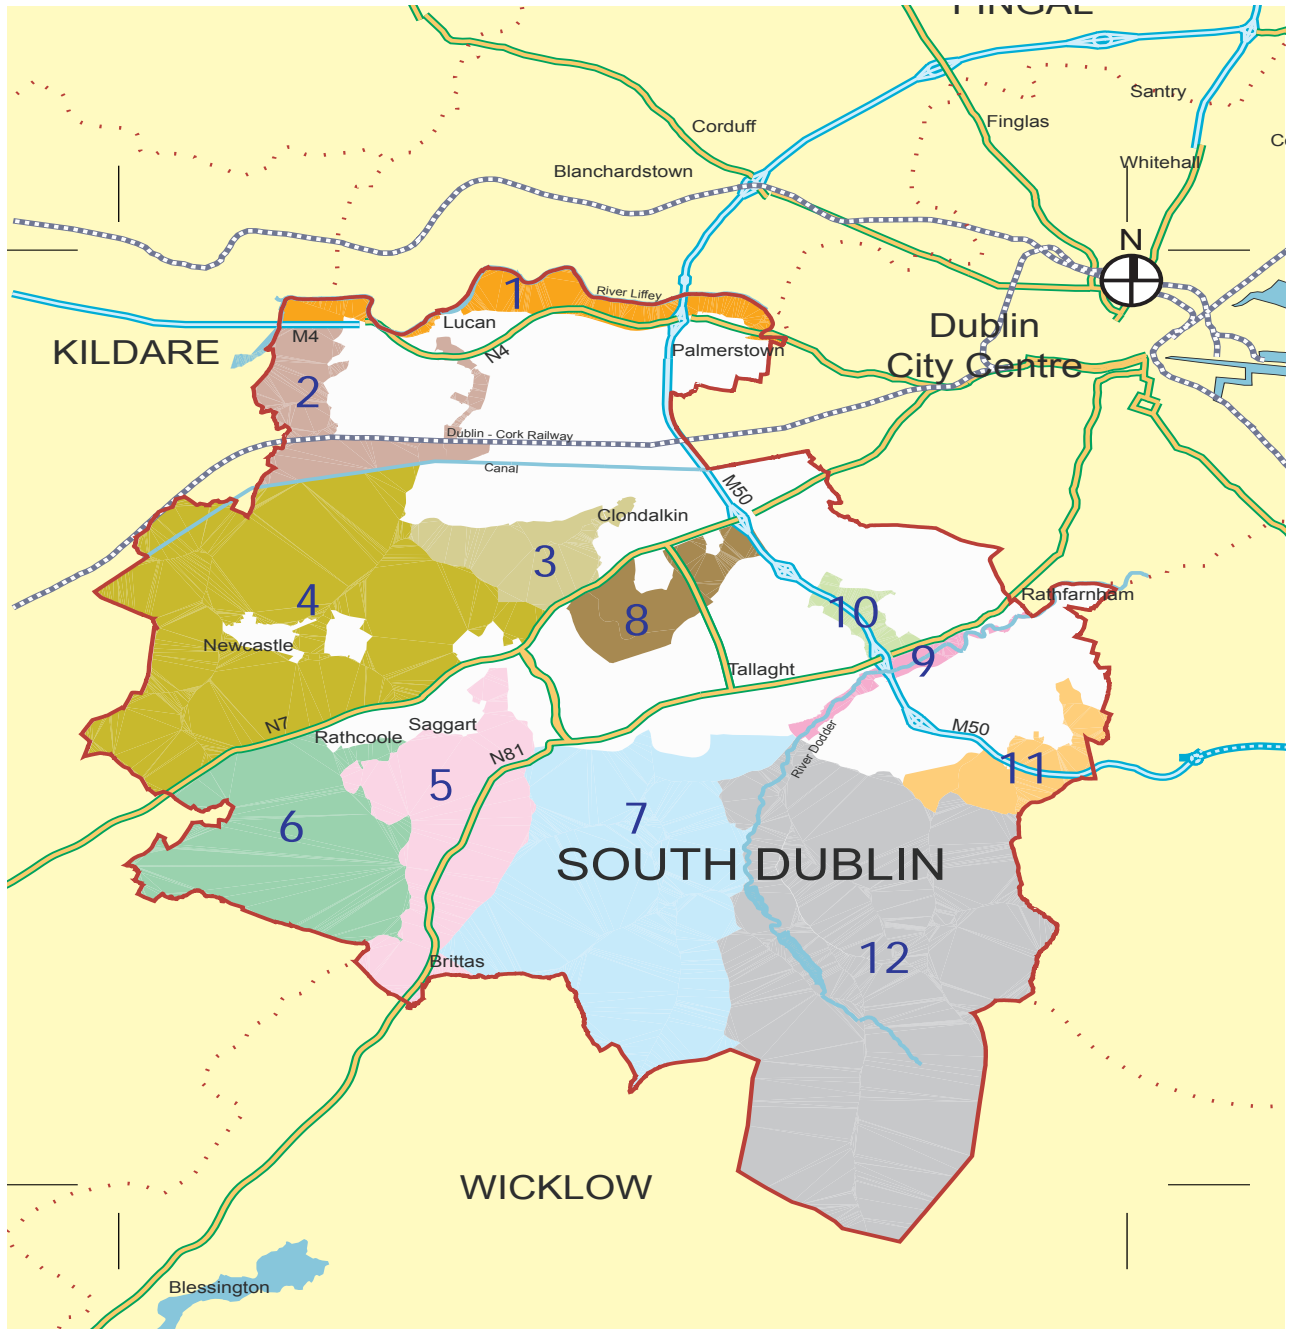 FINGAL
Santry
Corduff
Finglas
Blanchardstown
Whitehall
N
1
River Liffey
Lucan
M4
N4
Palmerstown
Dublin
City Centre
KILDARE
2
Dublin - Cork Railway
Canal
M50
Clondalkin
3
4
8
10
Rathfarnham
Newcastle
9
Tallaght
N7
Saggart
Rathcoole
M50
River Dodder
N81
5
11
6
7
SOUTH DUBLIN
12
Brittas
WICKLOW
Blessington